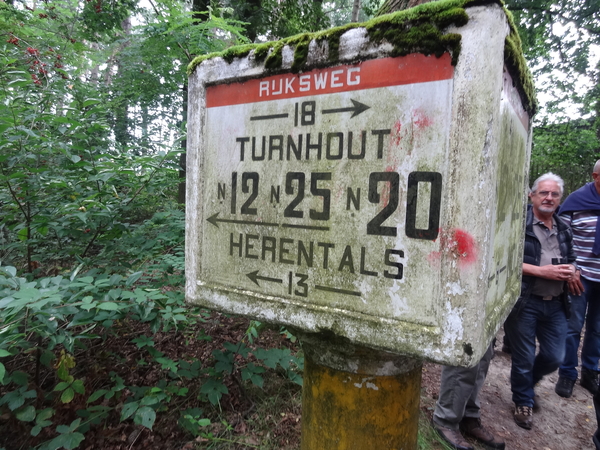 RIJKSWEG
18
TURNHOUT
N 12 N 25 N 20
HERENTALS
13